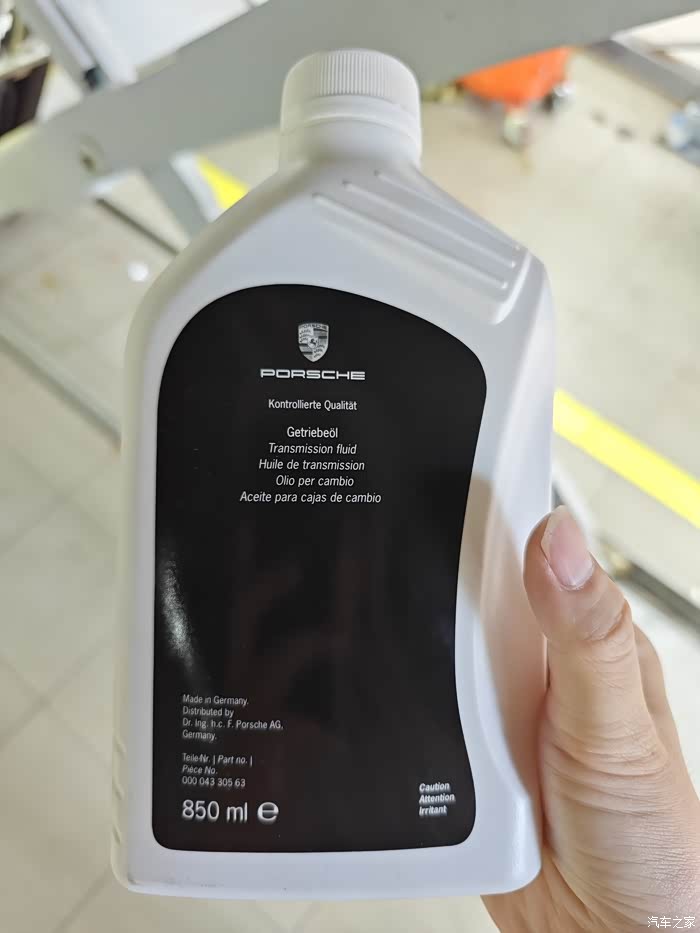 PORSCHE
PORSCHE
Kontrollierte Qualität
Getriebeöl
Transmission fluid
Huile de transmission
Olio per cambio
Aceite para cajas de cambio
Made in Germany.
Distributed by
Dr. Ing. h.c. F. Porsche AG,
Germany.
Teile-Nr. | Part no. |
Pièce No.
000 043 305 63
850 ml e
Caution
Attention
Irritant
汽车之家